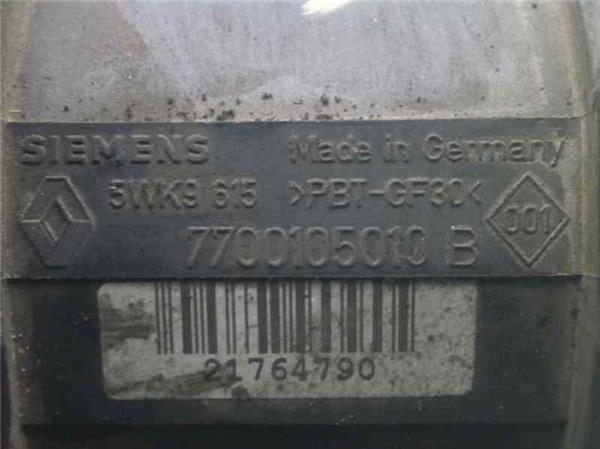 SIEMENS Made in Germany
5WK9 615 >PBT-GF30<
001
7700105010 B
21764790